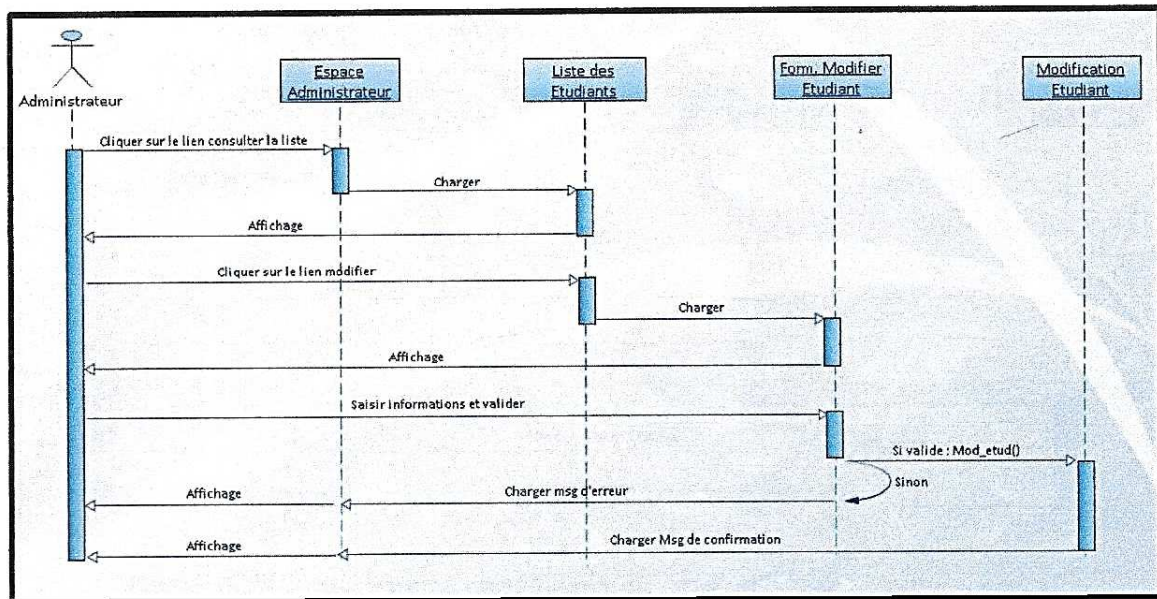 Administrateur
Espace
Administrateur
Liste des
Etudiants
Form. Modifier
Etudiant
Modification
Etudiant
Cliquer sur le lien consulter la liste
Charger
Affichage
Cliquer sur le lien modifier
Charger
Affichage
Saisir informations et valider
Si valide : Mod_etud()
Sinon
Charger msg d'erreur
Affichage
Charger Msg de confirmation
Affichage